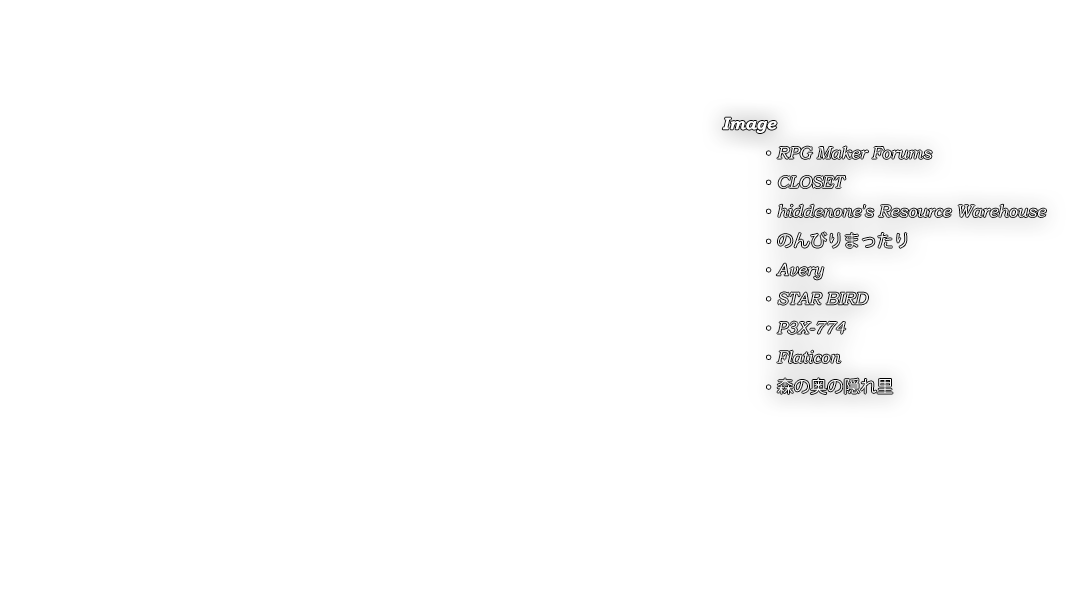 Image
• RPG Maker Forums
• CLOSET
• hiddenone's Resource Warehouse
• のんびりまったり
• Avery
• STAR BIRD
• P3X-774
• Flaticon
• 森の奥の隠れ里